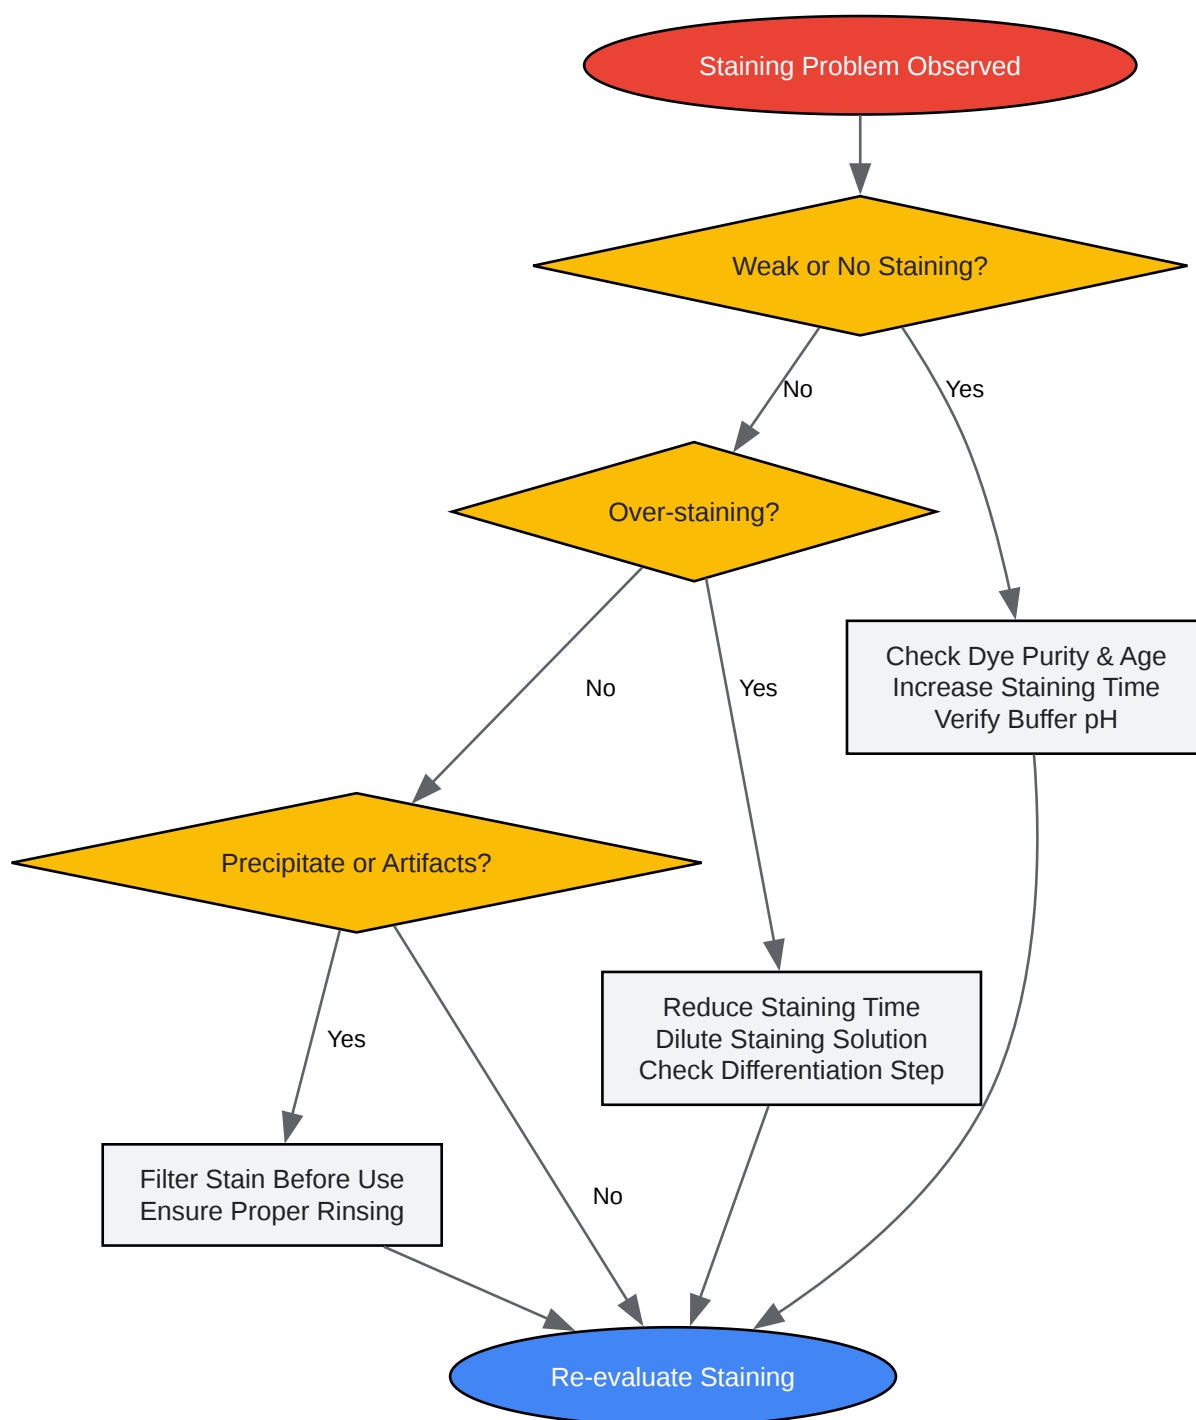 Staining Problem Observed
Weak or No Staining?
No
Yes
Over-staining?
Check Dye Purity & Age
Increase Staining Time
Verify Buffer pH
No
Yes
Precipitate or Artifacts?
Reduce Staining Time
Dilute Staining Solution
Check Differentiation Step
Yes
Filter Stain Before Use
Ensure Proper Rinsing
No
Re-evaluate Staining